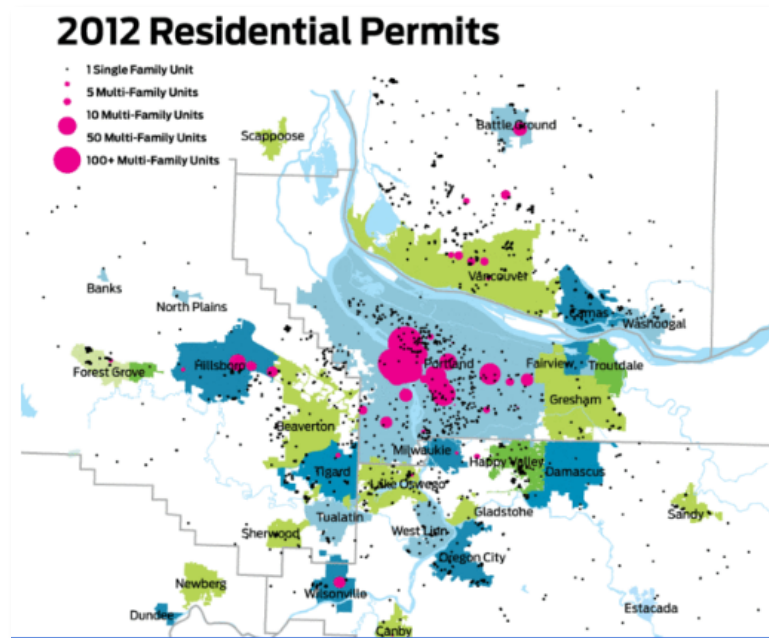 2012 Residential Permits
1 Single Family Unit
5 Multi-Family Units
10 Multi-Family Units
50 Multi-Family Units
100+ Multi-Family Units
Battle Ground
Scappoose
Vancouver
Banks
North Plains
Camas
Washougal
Forest Grove
Hillsboro
Portland
Fairview
Troutdale
Gresham
Beaverton
Milwaukie
Tigard
Happy Valley
Damascus
Lake Oswego
Tualatin
Gladstone
Sandy
Sherwood
West Linn
Oregon City
Newberg
Wilsonville
Dundee
Estacada
Canby